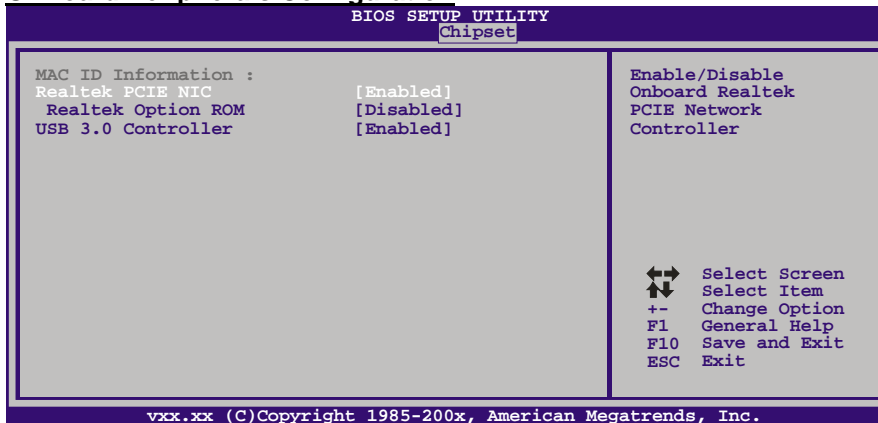 BIOS SETUP UTILITY
Chipset
MAC ID Information :
Realtek PCIE NIC [Enabled]
Realtek Option ROM [Disabled]
USB 3.0 Controller [Enabled]
Enable/Disable
Onboard Realtek
PCIE Network
Controller
Select Screen
Select Item
+- Change Option
F1 General Help
F10 Save and Exit
ESC Exit
vxx.xx (C)Copyright 1985-200x, American Megatrends, Inc.